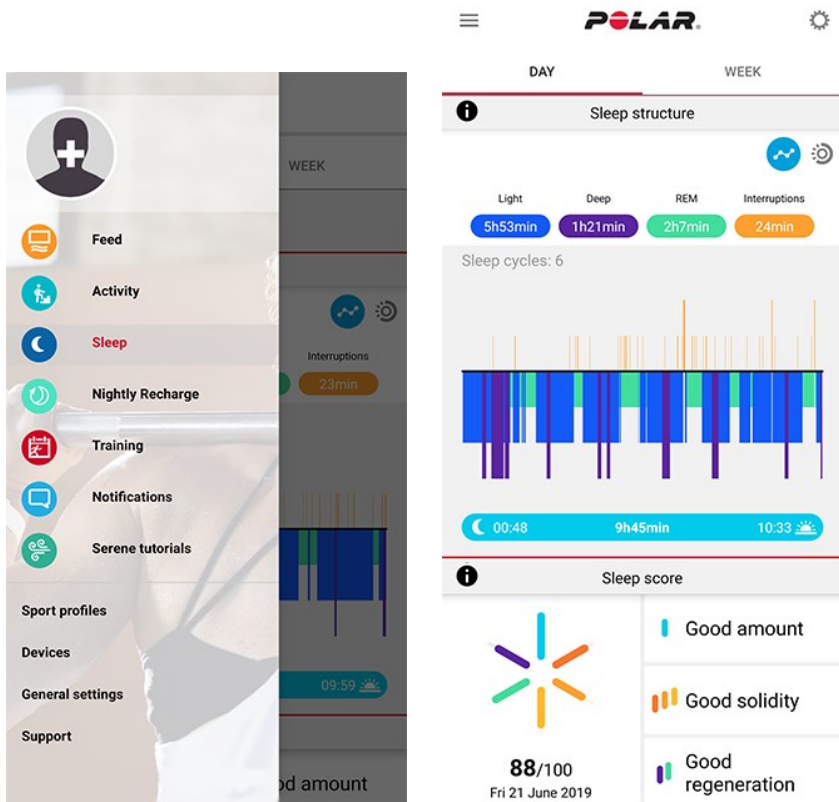 WEEK
Feed
Activity
Sleep
Interruptions
23min
Nightly Recharge
Training
Notifications
Serene tutorials
Sport profiles
Devices
General settings
09:59
Support
od amount
POLAR.
DAY WEEK
Sleep structure
Light Deep REM Interruptions
5h53min 1h21min 2h7min 24min
Sleep cycles: 6
00:48 9h45min 10:33
Sleep score
Good amount
Good solidity
Good
regeneration
88/100
Fri 21 June 2019